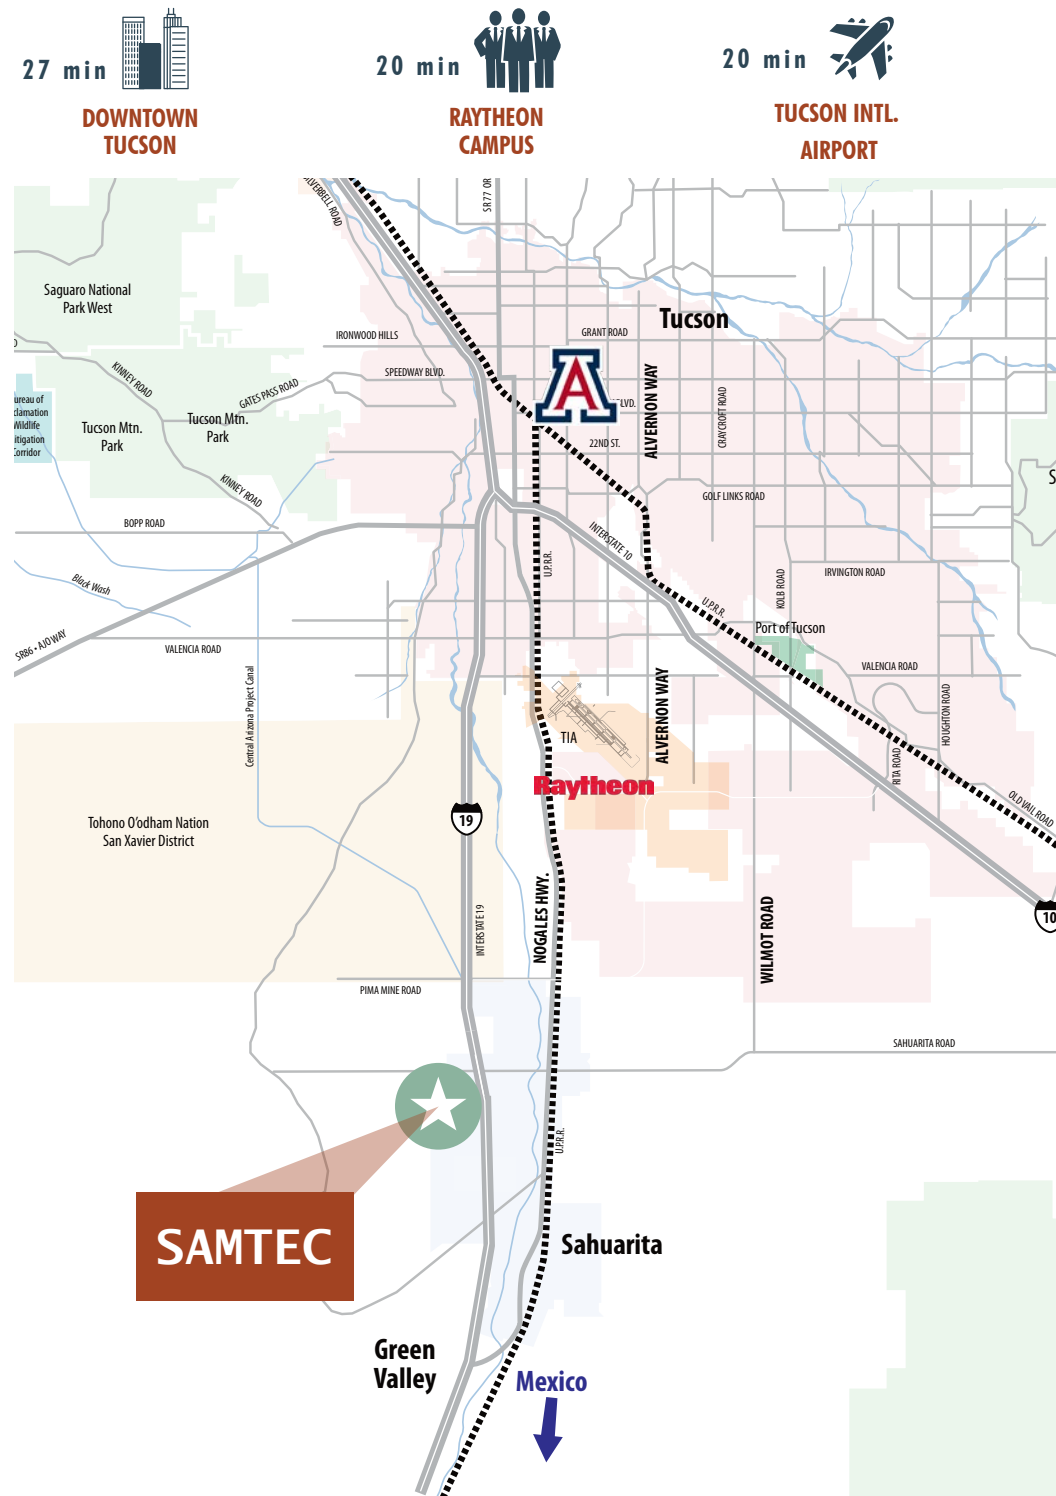 27 min
DOWNTOWN
TUCSON
20 min
RAYTHEON
CAMPUS
20 min
TUCSON INTL.
AIRPORT
SR 77 OR
Saguaro National
Park West
Tucson
IRONWOOD HILLS
GRANT ROAD
SPEEDWAY BLVD.
KINNEY ROAD
GATES PASS ROAD
A
ALVERNON WAY
CRAYCROFT ROAD
Wildlife
Corridor
Tucson Mtn.
Park
Tucson Mtn.
Park
22ND ST.
KINNEY ROAD
GOLF LINKS ROAD
BOPP ROAD
INTERSTATE 10
U.P.R.R.
Black Wash
IRVINGTON ROAD
KOLB ROAD
U.P.R.R.
Port of Tucson
SR86 • AJO WAY
VALENCIA ROAD
VALENCIA ROAD
Central Arizona Project Canal
ALVERNON WAY
HOUGHTON ROAD
TIA
RITA ROAD
Raytheon
OLD VAIL ROAD
19
Tohono O'odham Nation
San Xavier District
INTERSTATE 19
NOGALES HWY.
WILMOT ROAD
10
PIMA MINE ROAD
SAHUARITA ROAD
U.P.R.R.
SAMTEC
Sahuarita
Green
Valley
Mexico